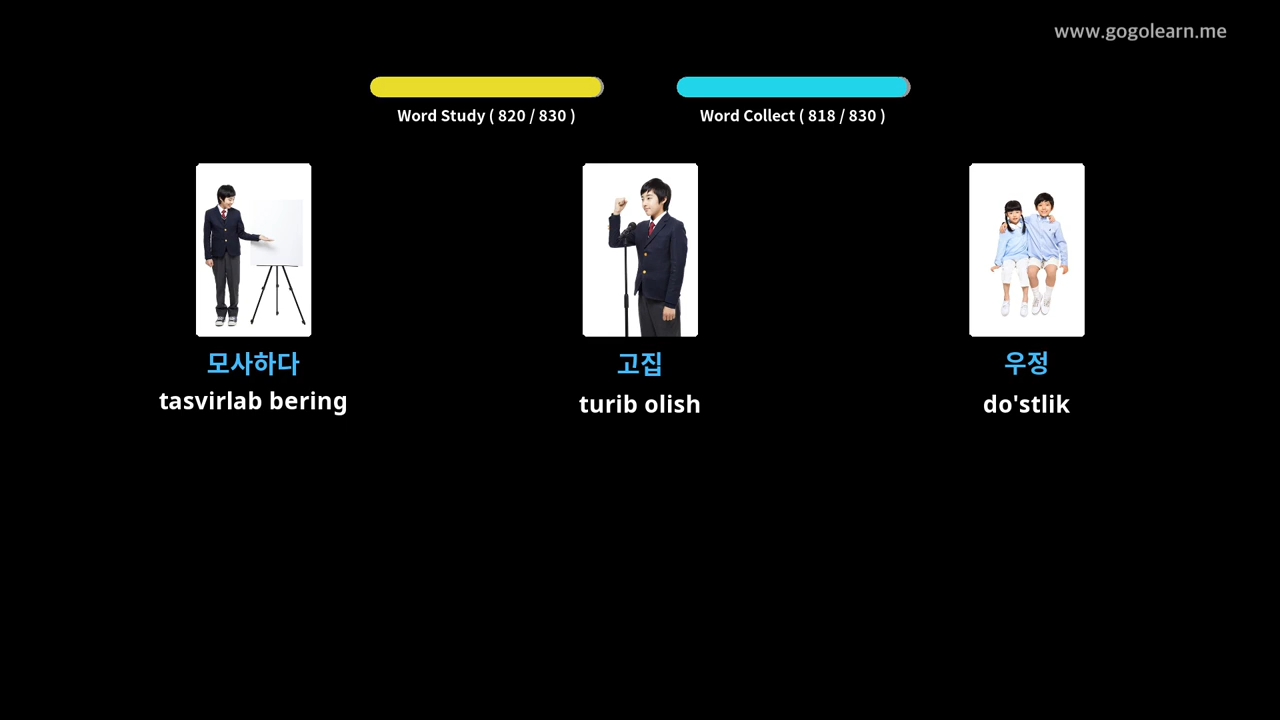 www.gogolearn.me
Word Study ( 820 / 830 )
Word Collect ( 818 / 830 )
모사하다
tasvirlab bering
고집
turib olish
우정
do'stlik